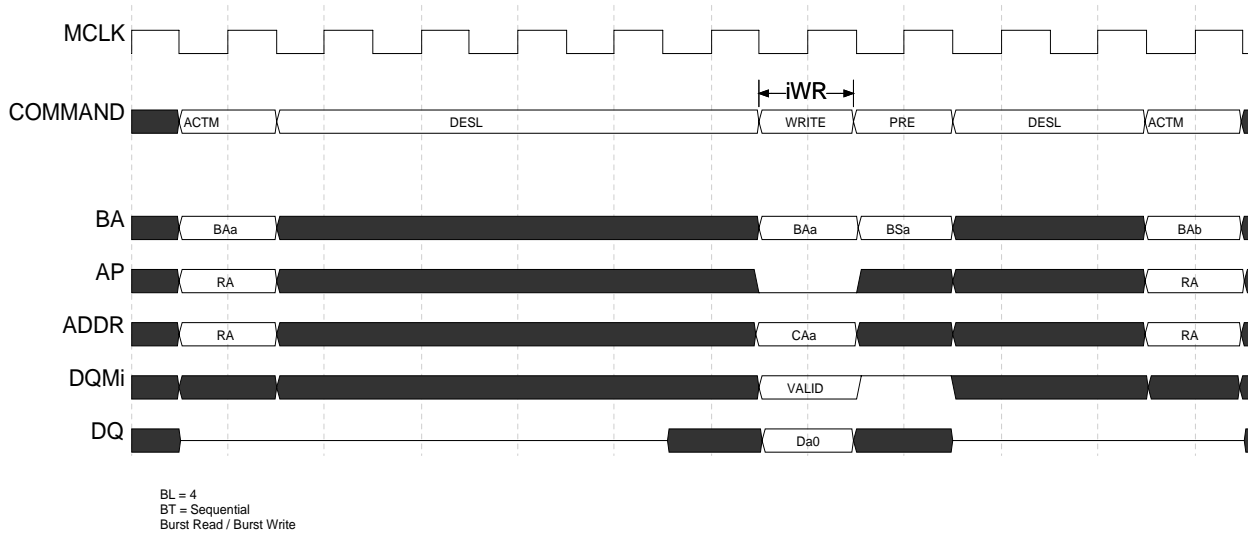 MCLK
iWR
COMMAND ACTM DESL WRITE PRE DESL ACTM
BA BAa BAa BSa BAb
AP RA RA
ADDR RA CAa RA
DQMi VALID
DQ Da0
BL = 4
BT = Sequential
Burst Read / Burst Write